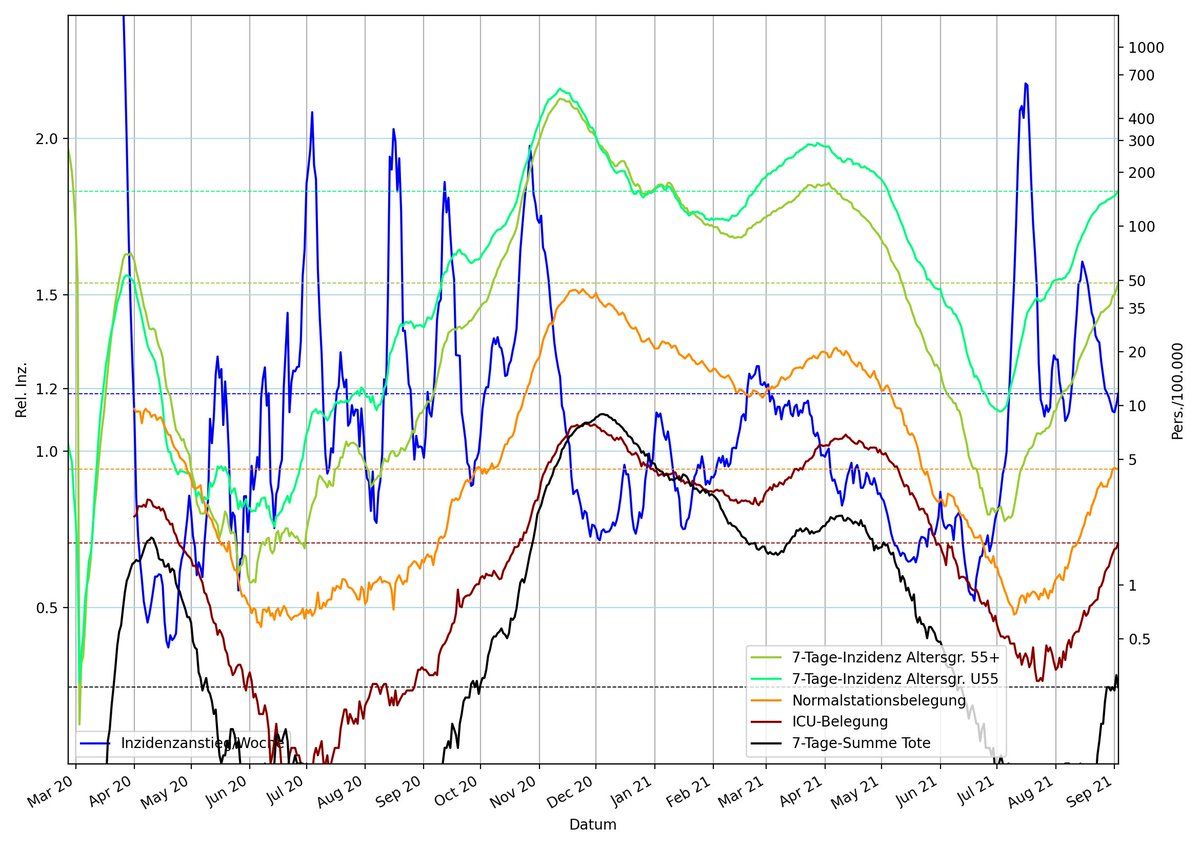 2.0
1.5
1.2
1.0
0.5
Rel. Inz.
1000
700
400
300
200
100
50
35
20
10
5
1
0.5
Pers./100.000
7-Tage-Inzidenz Altersgr. 55+
7-Tage-Inzidenz Altersgr. U55
Normalstationsbelegung
ICU-Belegung
7-Tage-Summe Tote
Inzidenzanstieg/Woche
Mar 20 Apr 20 May 20 Jun 20 Jul 20 Aug 20 Sep 20 Oct 20 Nov 20 Dec 20 Jan 21 Feb 21 Mar 21 Apr 21 May 21 Jun 21 Jul 21 Aug 21 Sep 21
Datum